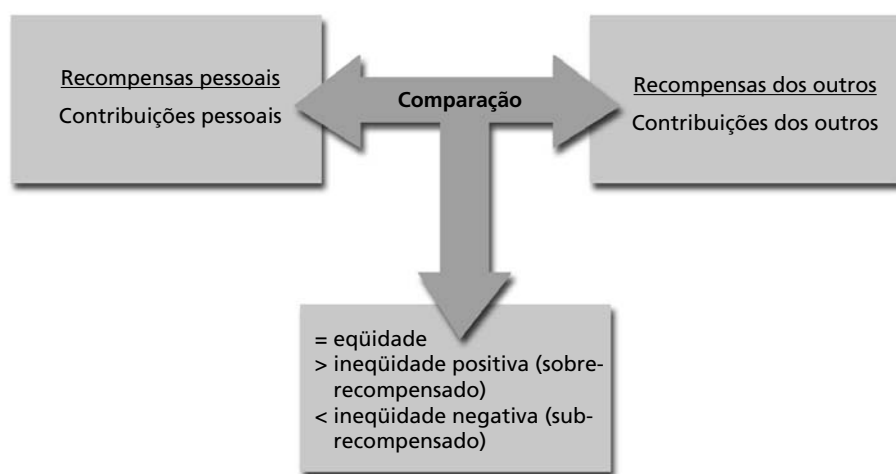 Recompensas pessoais
Contribuições pessoais
Comparação
Recompensas dos outros
Contribuições dos outros
= eqüidade
> ineqüidade positiva (sobre-
recompensado)
< ineqüidade negativa (sub-
recompensado)